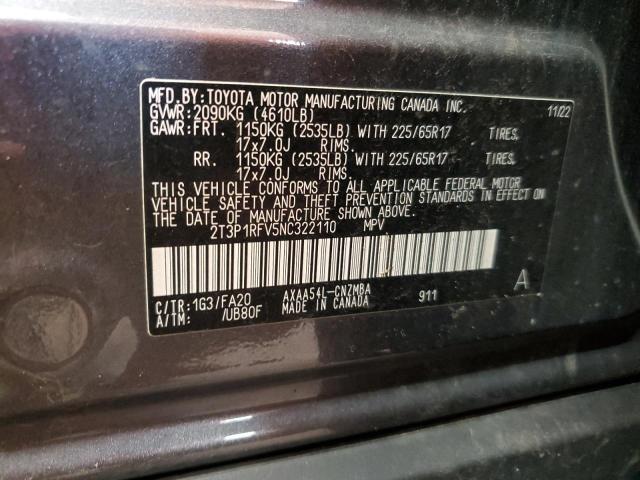 MFD.BY:TOYOTA MOTOR MANUFACTURING CANADA INC. 11/22
GVWR:2090KG (4610LB)
GAWR:FRT. 1150KG (2535LB) WITH 225/65R17 TIRES,
17x7.0J RIMS.
RR. 1150KG (2535LB) WITH 225/65R17 TIRES,
17x7.0J RIMS.
THIS VEHICLE CONFORMS TO ALL APPLICABLE FEDERAL MOTOR
VEHICLE SAFETY AND THEFT PREVENTION STANDARDS IN EFFECT ON
THE DATE OF MANUFACTURE SHOWN ABOVE.
2T3P1RFV5NC322110 MPV
C/TR:1G3/FA20 AXAA54L-CNZMBA 911 A
A/TM: /UB80F MADE IN CANADA